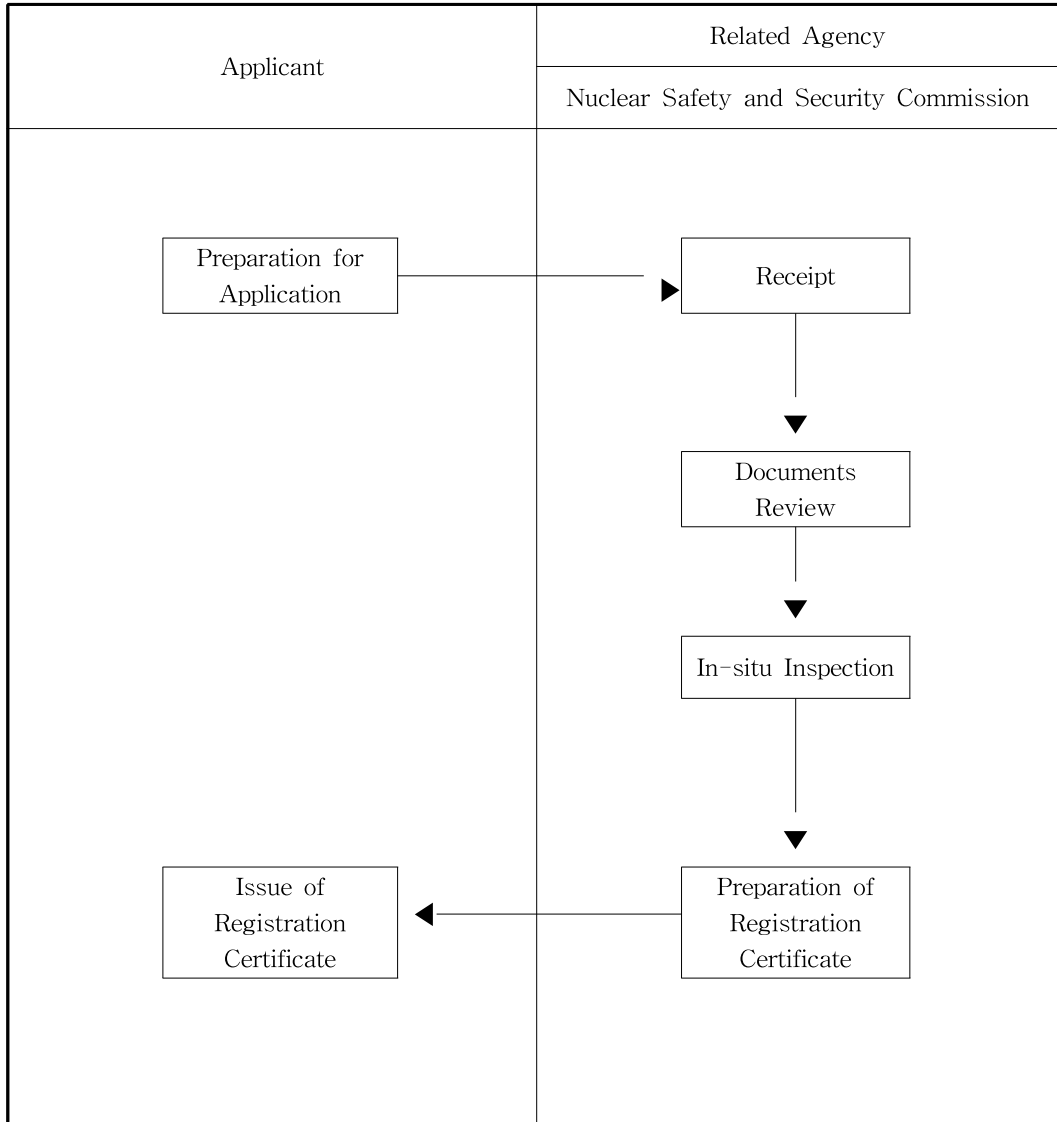 Applicant
Related Agency
Nuclear Safety and Security Commission
Preparation for
Application
Receipt
Documents
Review
In-situ Inspection
Issue of
Registration
Certificate
Preparation of
Registration
Certificate